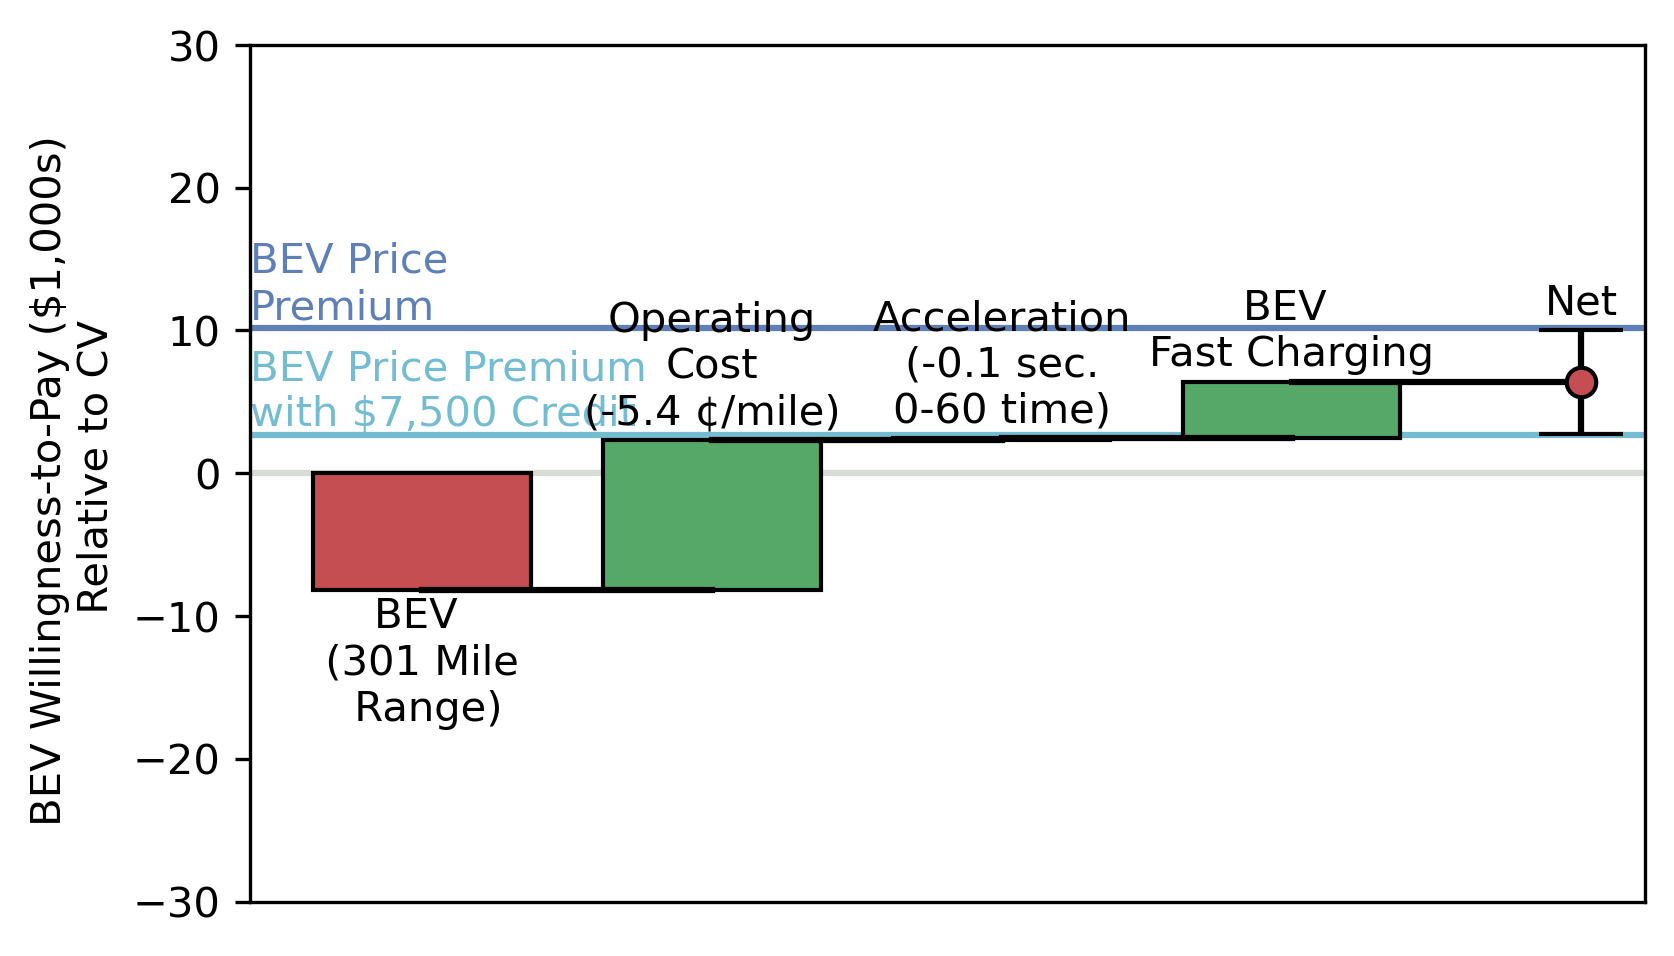 BEV Willingness-to-Pay ($1,000s)
Relative to CV
30
20
10
0
−10
−20
−30
BEV Price
Premium
BEV Price Premium
with $7,500 Credit
BEV
(301 Mile
Range)
Operating
Cost
(-5.4 ¢/mile)
Acceleration
(-0.1 sec.
0-60 time)
BEV
Fast Charging
Net